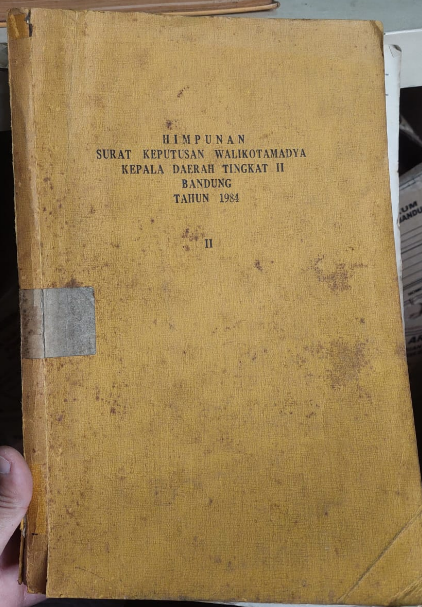 HIMPUNAN
SURAT KEPUTUSAN WALIKOTAMADYA
KEPALA DAERAH TINGKAT II
BANDUNG
TAHUN 1984
II